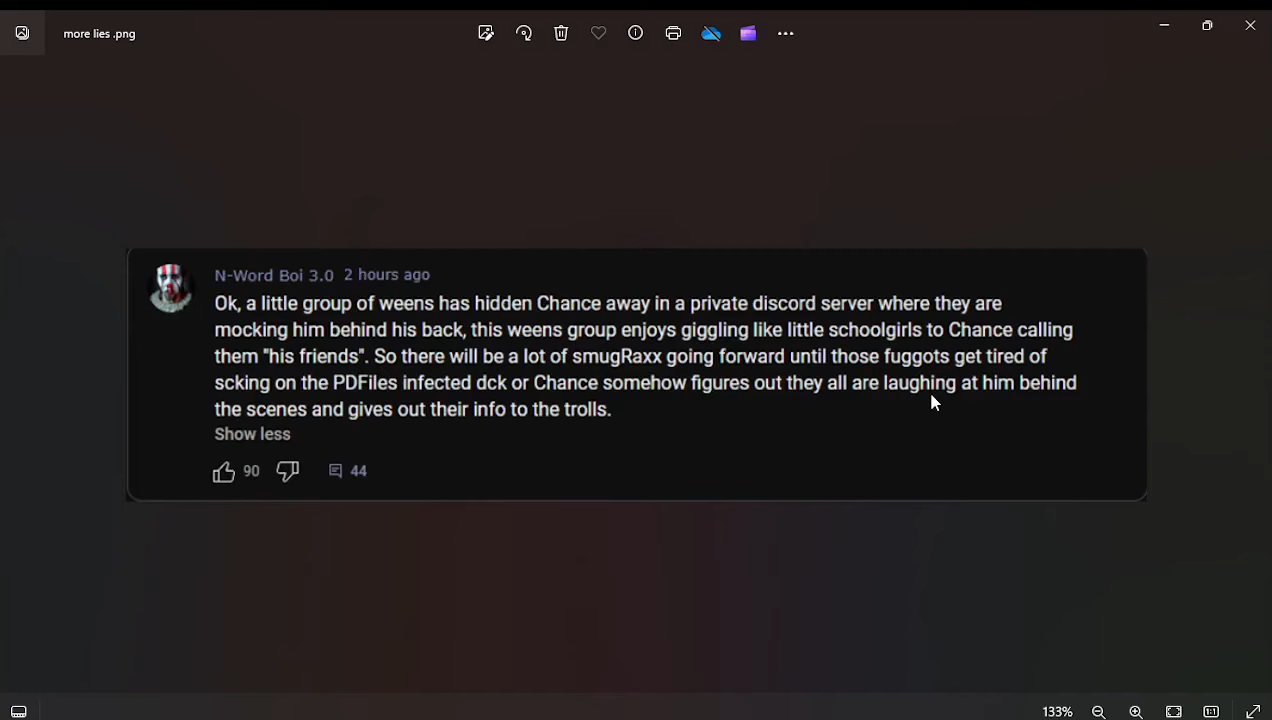 more lies .png
N-Word Boi 3.0 2 hours ago
Ok, a little group of weens has hidden Chance away in a private discord server where they are
mocking him behind his back, this weens group enjoys giggling like little schoolgirls to Chance calling
them "his friends". So there will be a lot of smugRaxx going forward until those fuggots get tired of
scking on the PDFiles infected dck or Chance somehow figures out they all are laughing at him behind
the scenes and gives out their info to the trolls.
Show less
90 44
133%